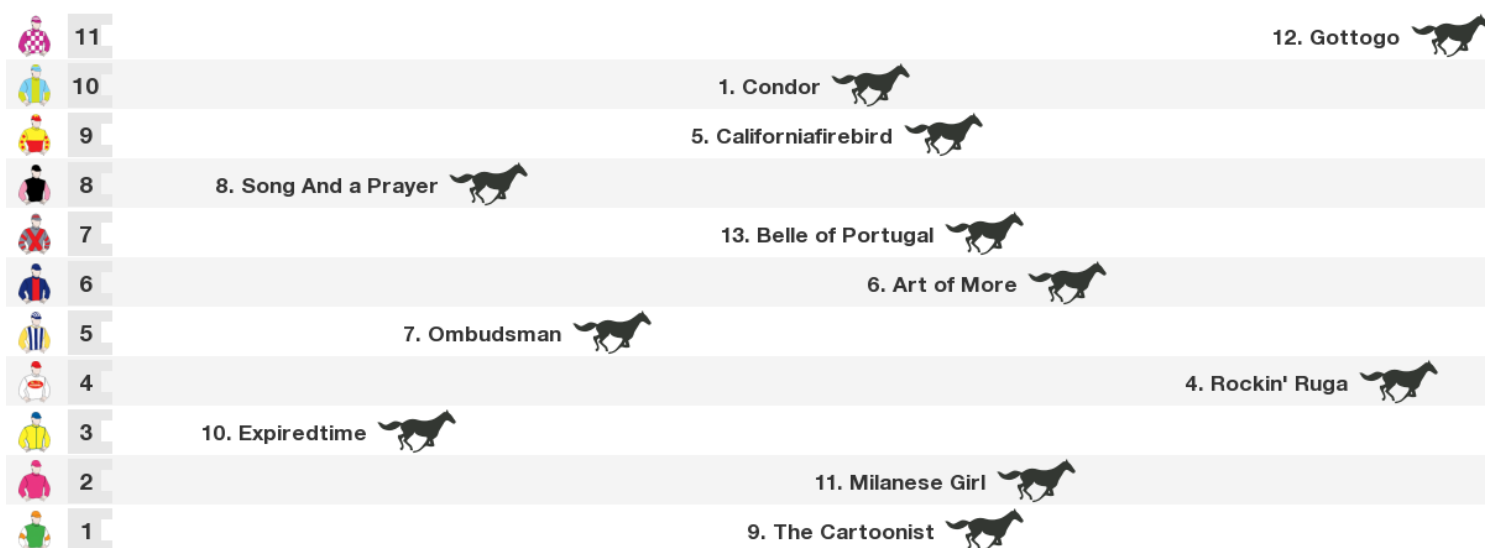 11 12. Gottogo
10 1. Condor
9 5. Californiafirebird
8 8. Song And a Prayer
7 13. Belle of Portugal
6 6. Art of More
5 7. Ombudsman
4 4. Rockin' Ruga
3 10. Expiredtime
2 11. Milanese Girl
1 9. The Cartoonist